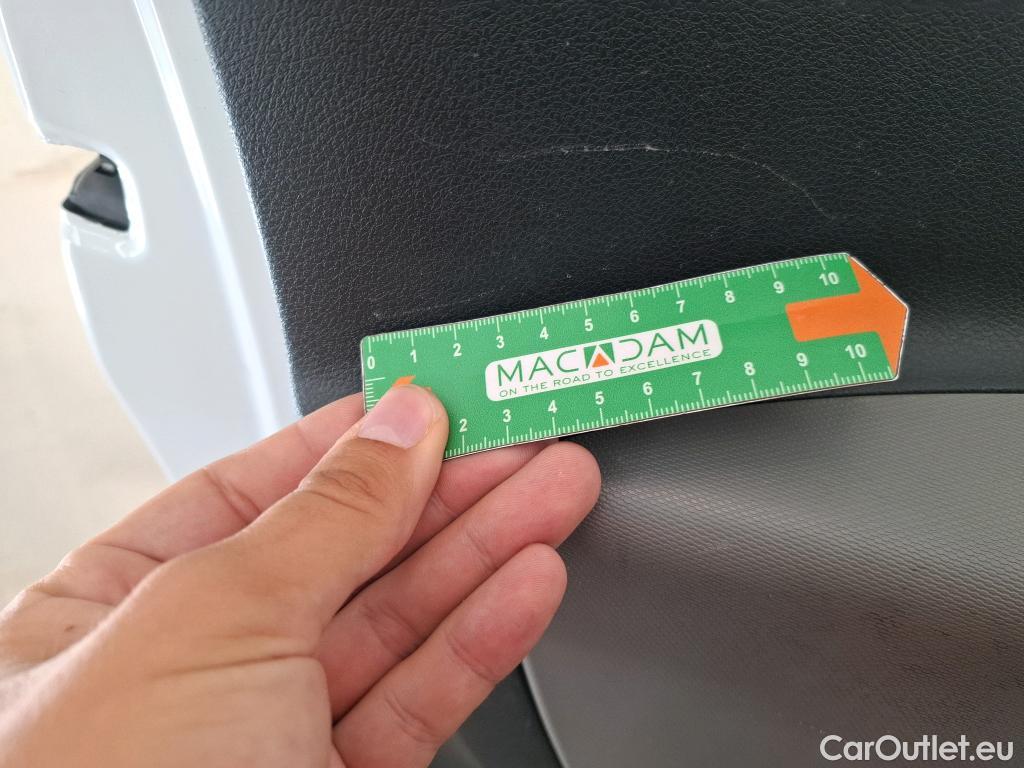 0 1 2 3 4 5 6 7 8 9 10
MACADAM
ON THE ROAD TO EXCELLENCE
2 3 4 5 6 7 8 9 10
CarOutlet.eu